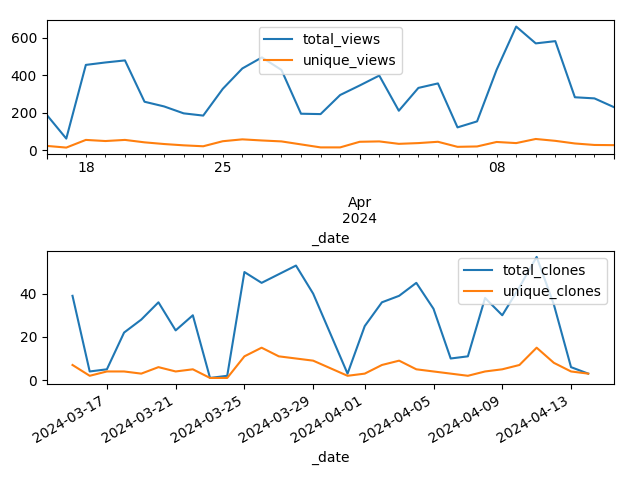 600
400
200
0
total_views
unique_views
18
25
08
Apr
2024
_date
40
20
0
total_clones
unique_clones
2024-03-17
2024-03-21
2024-03-25
2024-03-29
2024-04-01
2024-04-05
2024-04-09
2024-04-13
_date